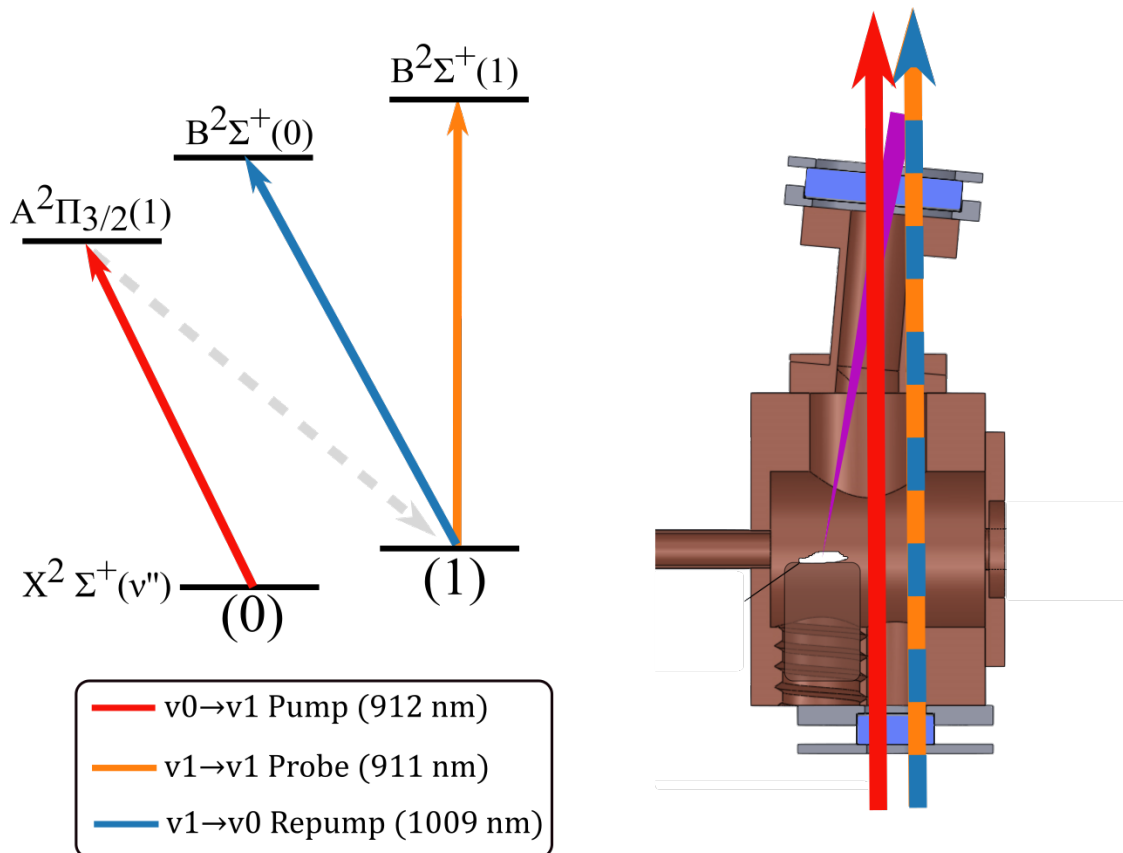 B²Σ⁺(1)
B²Σ⁺(0)
A²Π₃/₂(1)
(1)
X² Σ⁺(v")
(0)
v0→v1 Pump (912 nm)
v1→v1 Probe (911 nm)
v1→v0 Repump (1009 nm)